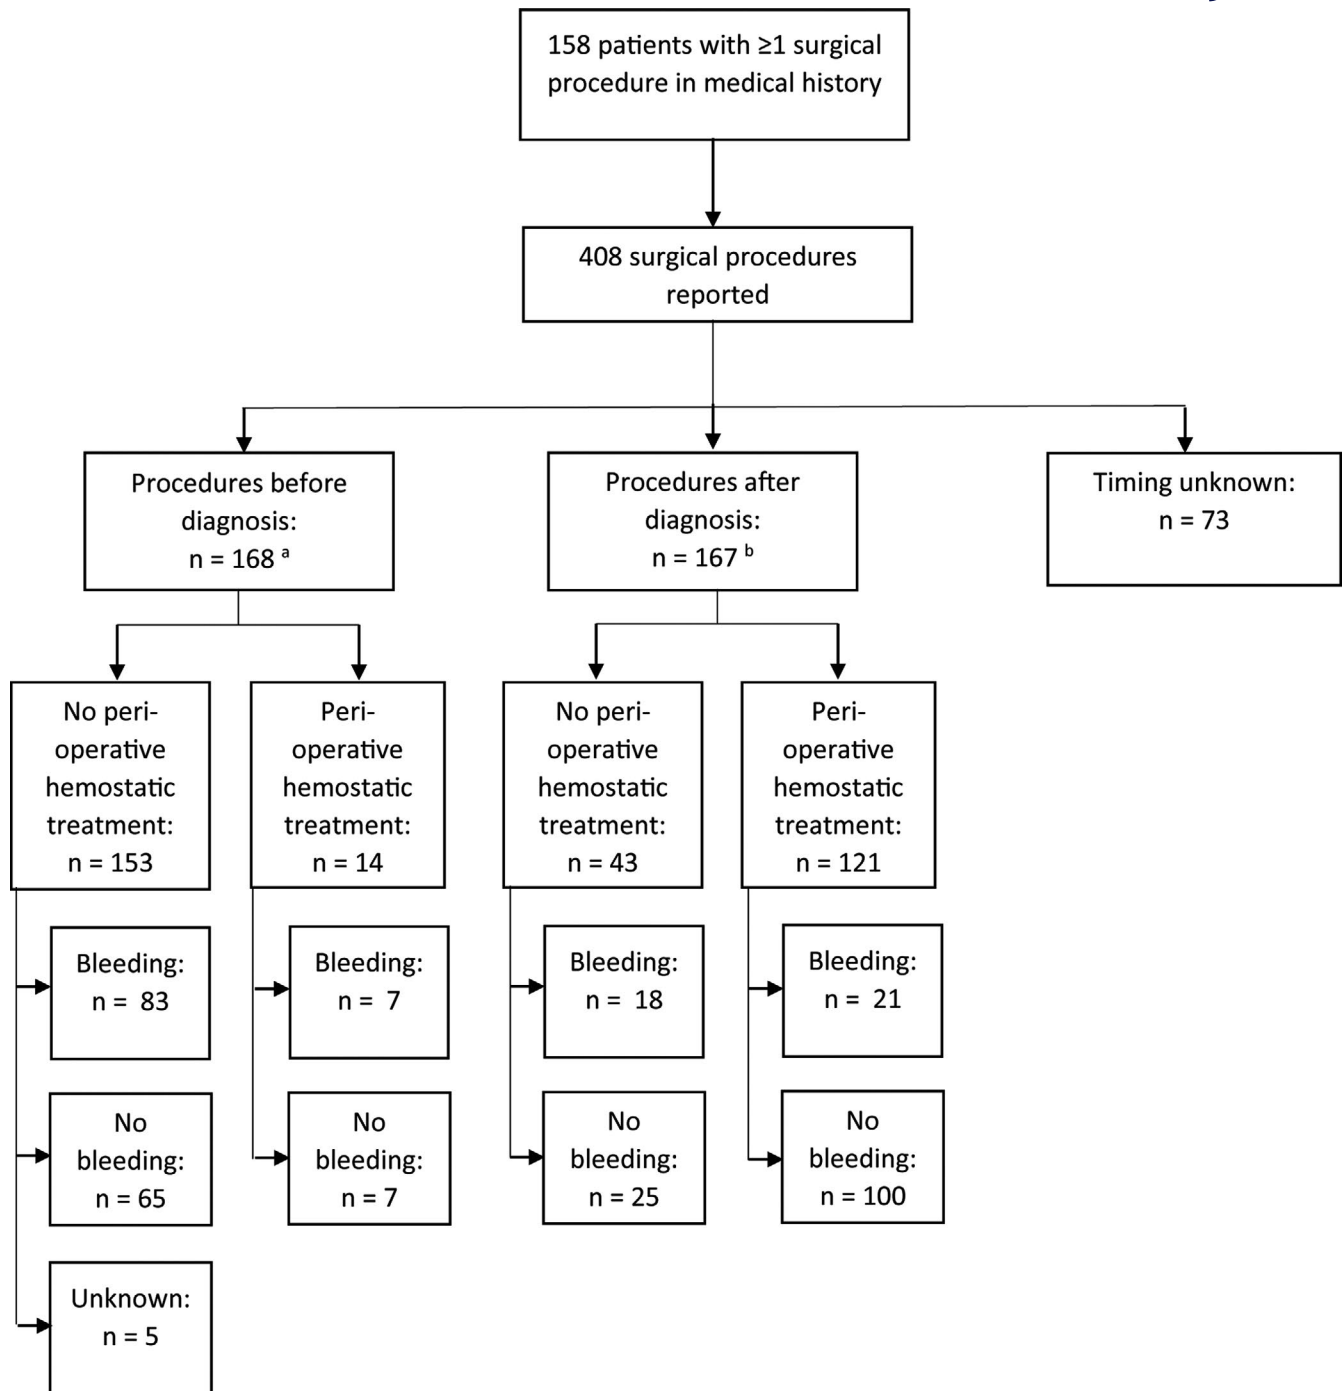 158 patients with ≥1 surgical
procedure in medical history
408 surgical procedures
reported
Procedures before
diagnosis:
n = 168 ᵃ
Procedures after
diagnosis:
n = 167 ᵇ
Timing unknown:
n = 73
No peri-
operative
hemostatic
treatment:
n = 153
Peri-
operative
hemostatic
treatment:
n = 14
No peri-
operative
hemostatic
treatment:
n = 43
Peri-
operative
hemostatic
treatment:
n = 121
Bleeding:
n =  83
Bleeding:
n =  7
Bleeding:
n =  18
Bleeding:
n =  21
No
bleeding:
n = 65
No
bleeding:
n = 7
No
bleeding:
n = 25
No
bleeding:
n = 100
Unknown:
n = 5